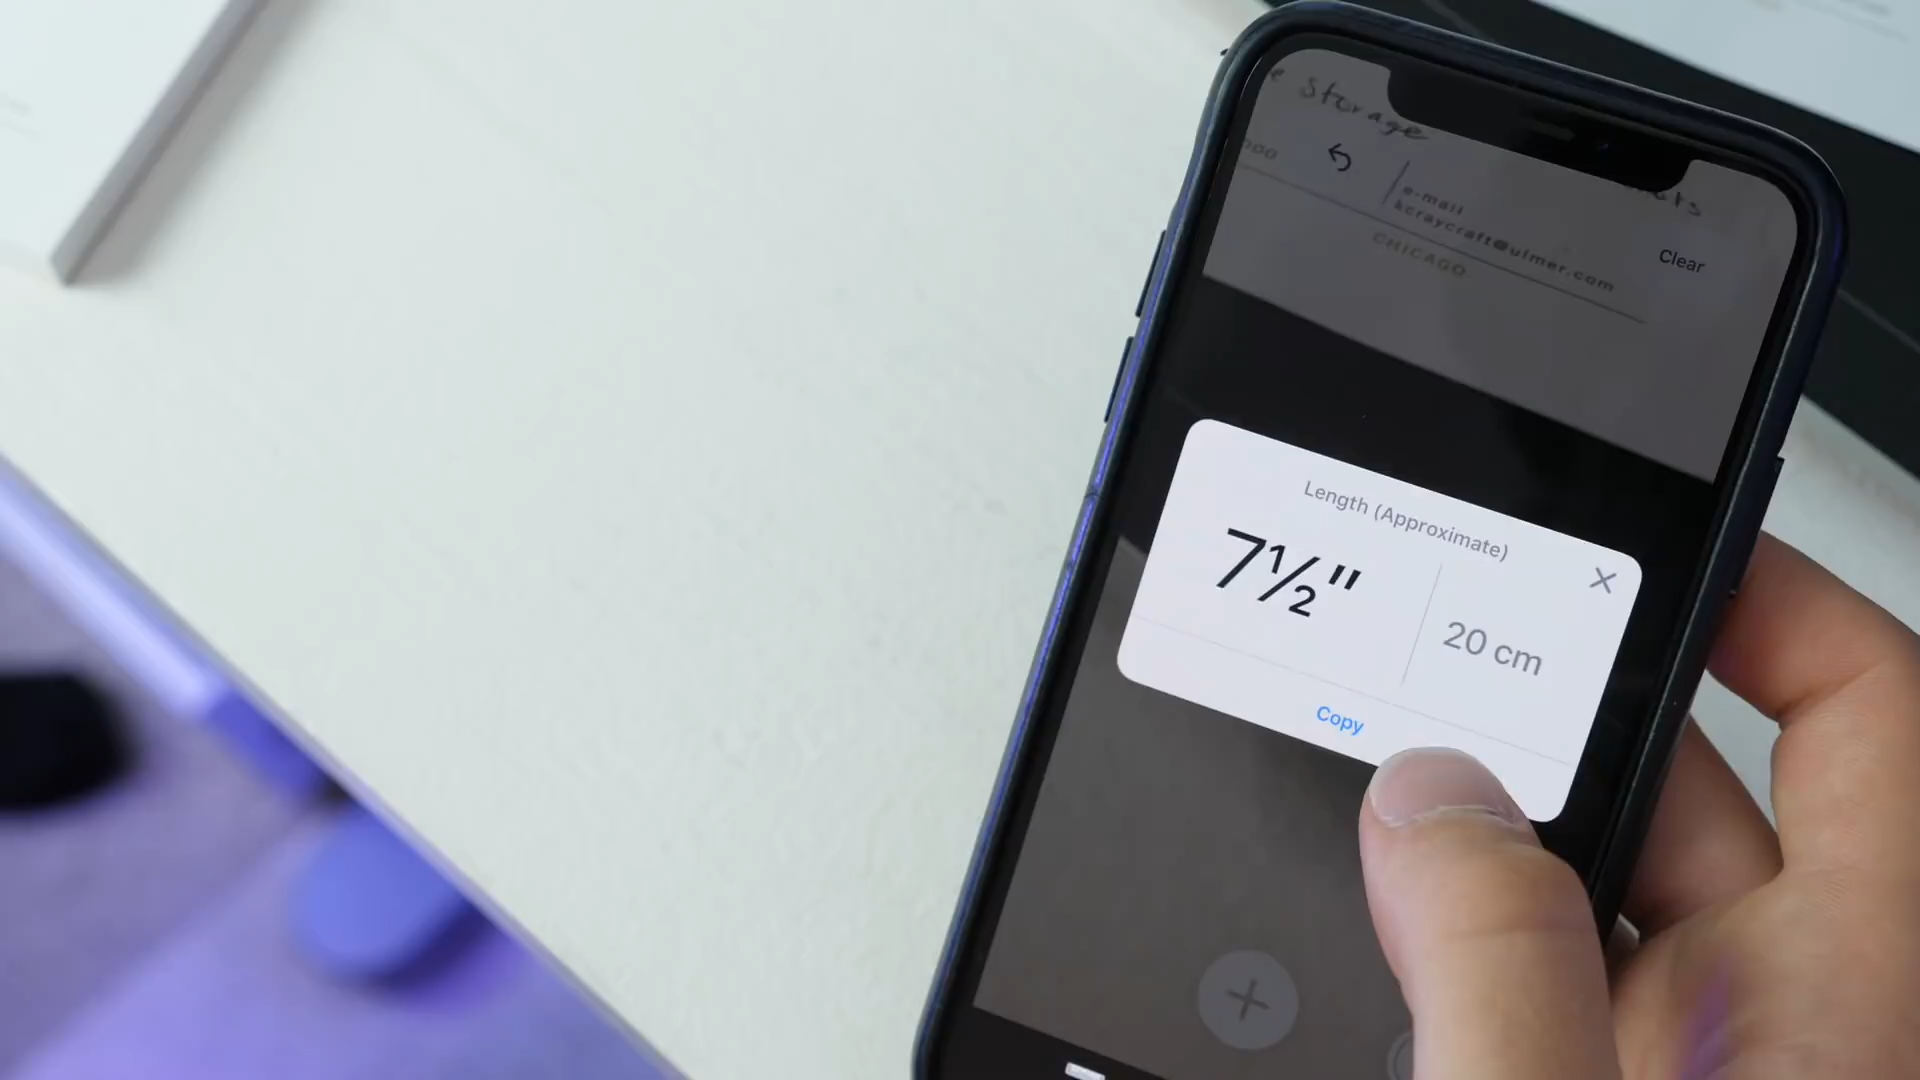 Storage
e-mail
kcraycraft@ulmer.com
CHICAGO
Clear
Length (Approximate)
7½"
20 cm
Copy